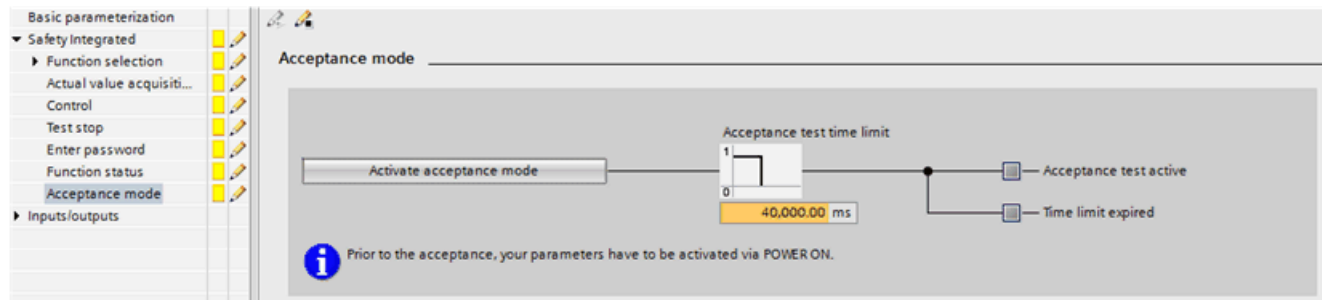 Basic parameterization
Safety Integrated
Function selection
Actual value acquisiti...
Control
Test stop
Enter password
Function status
Acceptance mode
Inputs/outputs
Acceptance mode
Acceptance test time limit
1
0
Activate acceptance mode
40,000.00 ms
Acceptance test active
Time limit expired
i
Prior to the acceptance, your parameters have to be activated via POWER ON.